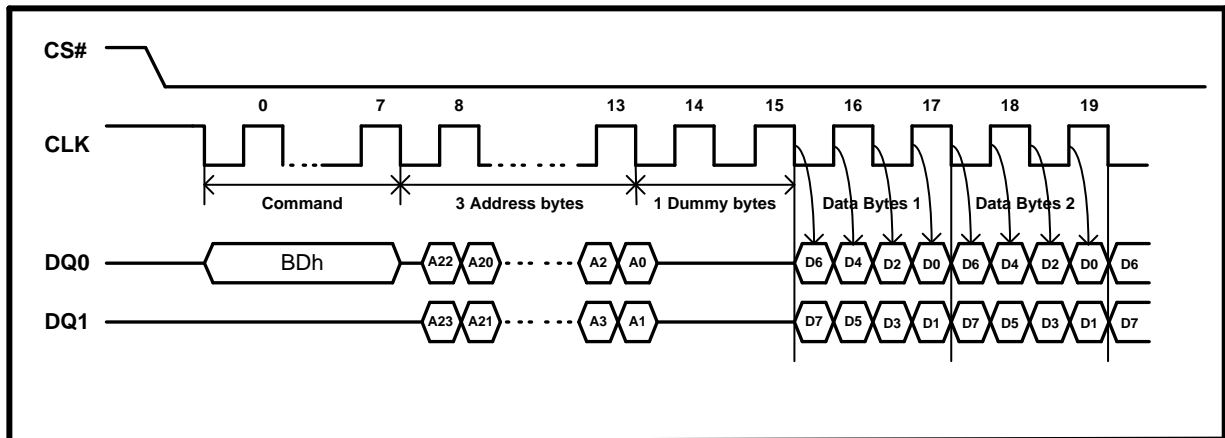 CS#
0 7 8 13 14 15 16 17 18 19
CLK
Command 3 Address bytes 1 Dummy bytes Data Bytes 1 Data Bytes 2
DQ0 BDh A22 A20 A2 A0 D6 D4 D2 D0 D6 D4 D2 D0 D6
DQ1 A23 A21 A3 A1 D7 D5 D3 D1 D7 D5 D3 D1 D7